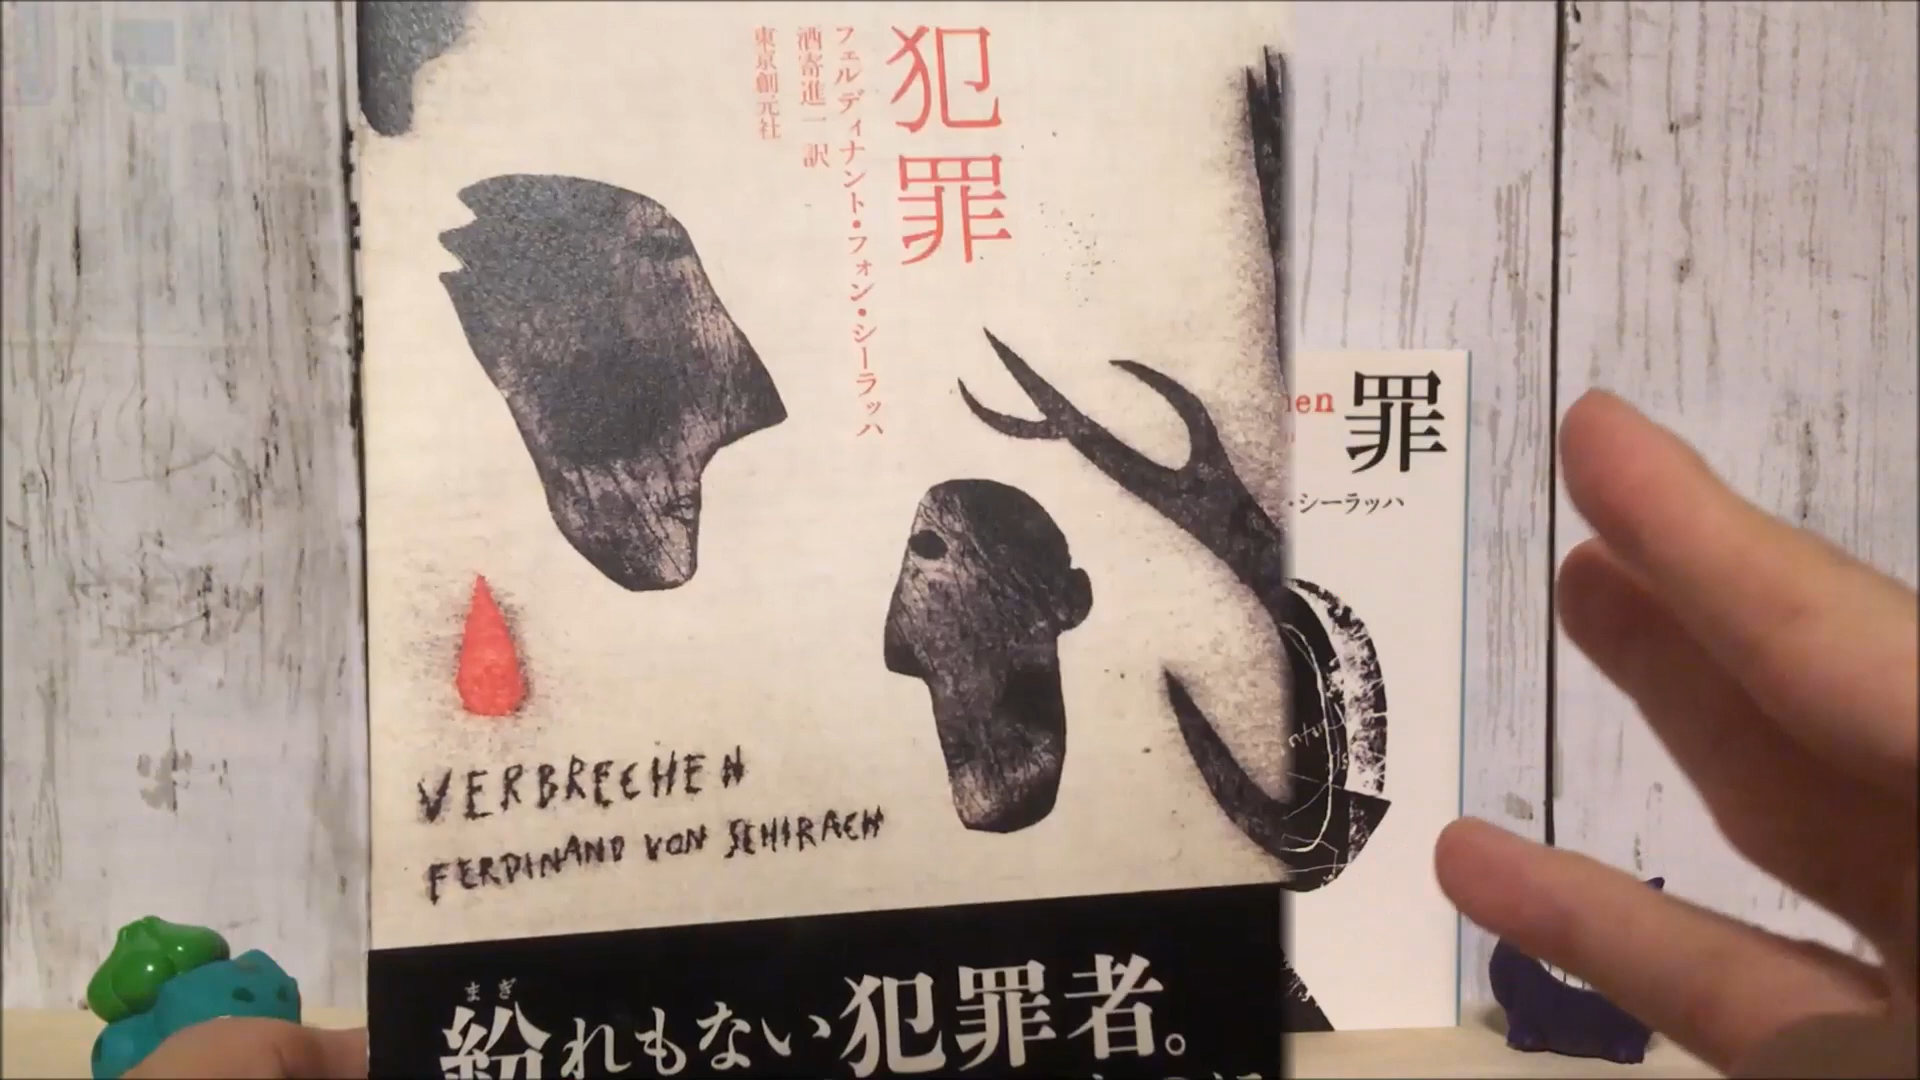 犯罪
フェルディナント・フォン・シーラッハ
酒寄進一 訳
東京創元社
VERBRECHEN
FERDINAND VON SCHIRACH
まぎ
紛れもない犯罪者。
罪
・シーラッハ